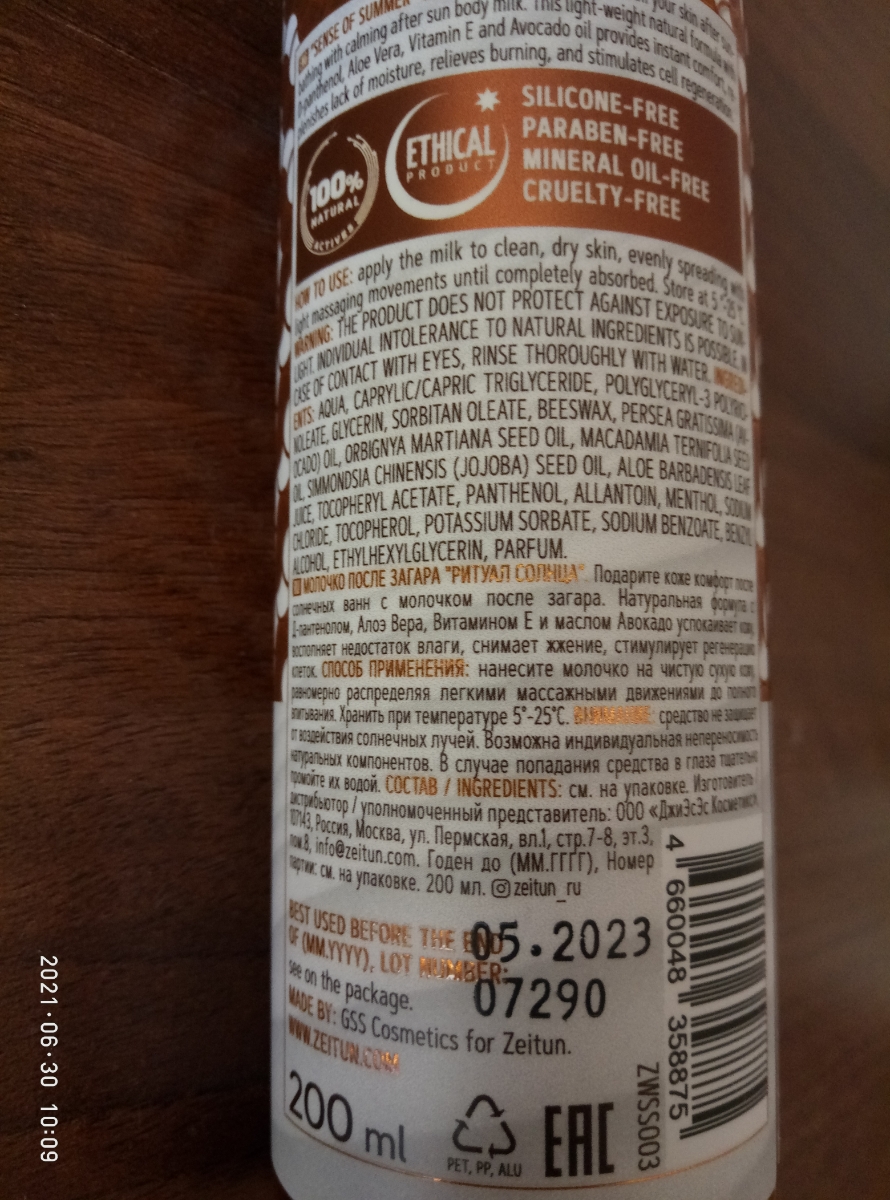 "SENSE OF SUMMER" your skin after sun
bathing with calming after sun body milk. This light-weight natural formula with
D-panthenol, Aloe Vera, Vitamin E and Avocado oil provides instant comfort,
lack of moisture, relieves burning, and stimulates cell regeneration
100%
NATURAL
ACTIVES
ETHICAL
PRODUCT
SILICONE-FREE
PARABEN-FREE
MINERAL OIL-FREE
CRUELTY-FREE
HOW TO USE: apply the milk to clean, dry skin, evenly spreading with
light massaging movements until completely absorbed. Store at 5°-25°C.
WARNING: THE PRODUCT DOES NOT PROTECT AGAINST EXPOSURE TO SUN-
LIGHT. INDIVIDUAL INTOLERANCE TO NATURAL INGREDIENTS IS POSSIBLE. IN
CASE OF CONTACT WITH EYES, RINSE THOROUGHLY WITH WATER. INGREDI-
ENTS: AQUA, CAPRYLIC/CAPRIC TRIGLYCERIDE, POLYGLYCERYL-3 POLYRICI-
NOLEATE, GLYCERIN, SORBITAN OLEATE, BEESWAX, PERSEA GRATISSIMA (AV-
OCADO) OIL, ORBIGNYA MARTIANA SEED OIL, MACADAMIA TERNIFOLIA SEED
OIL, SIMMONDSIA CHINENSIS (JOJOBA) SEED OIL, ALOE BARBADENSIS LEAF
JUICE, TOCOPHERYL ACETATE, PANTHENOL, ALLANTOIN, MENTHOL, SODIUM
CHLORIDE, TOCOPHEROL, POTASSIUM SORBATE, SODIUM BENZOATE, BENZYL
ALCOHOL, ETHYLHEXYLGLYCERIN, PARFUM.
МОЛОЧКО ПОСЛЕ ЗАГАРА "РИТУАЛ СОЛНЦА". Подарите коже комфорт после
солнечных ванн с молочком после загара. Натуральная формула с
Д-пантенолом, Алоэ Вера, Витамином Е и маслом Авокадо успокаивает кожу,
восполняет недостаток влаги, снимает жжение, стимулирует регенерацию
клеток. СПОСОБ ПРИМЕНЕНИЯ: нанесите молочко на чистую сухую кожу,
равномерно распределяя легкими массажными движениями до полного
впитывания. Хранить при температуре 5°-25°С. ВНИМАНИЕ: средство не защищает
от воздействия солнечных лучей. Возможна индивидуальная непереносимость
натуральных компонентов. В случае попадания средства в глаза тщательно
промойте их водой. СОСТАВ / INGREDIENTS: см. на упаковке. Изготовитель
дистрибьютор / уполномоченный представитель: ООО «ДжиЭсЭс Косметикс»,
107143, Россия, Москва, ул. Пермская, вл.1, стр.7-8, эт.3,
пом.8, info@zeitun.com. Годен до (ММ.ГГГГ), Номер
партии: см. на упаковке. 200 мл. zeitun_ru
BEST USED BEFORE THE END
OF (MM.YYYY), LOT NUMBER:
see on the package.
05.2023
07290
MADE BY: GSS Cosmetics for Zeitun.
WWW.ZEITUN.COM
200 ml
PET, PP, ALU
EAC
ZWSS003
4 660048 358875
2021·06·30 10:09